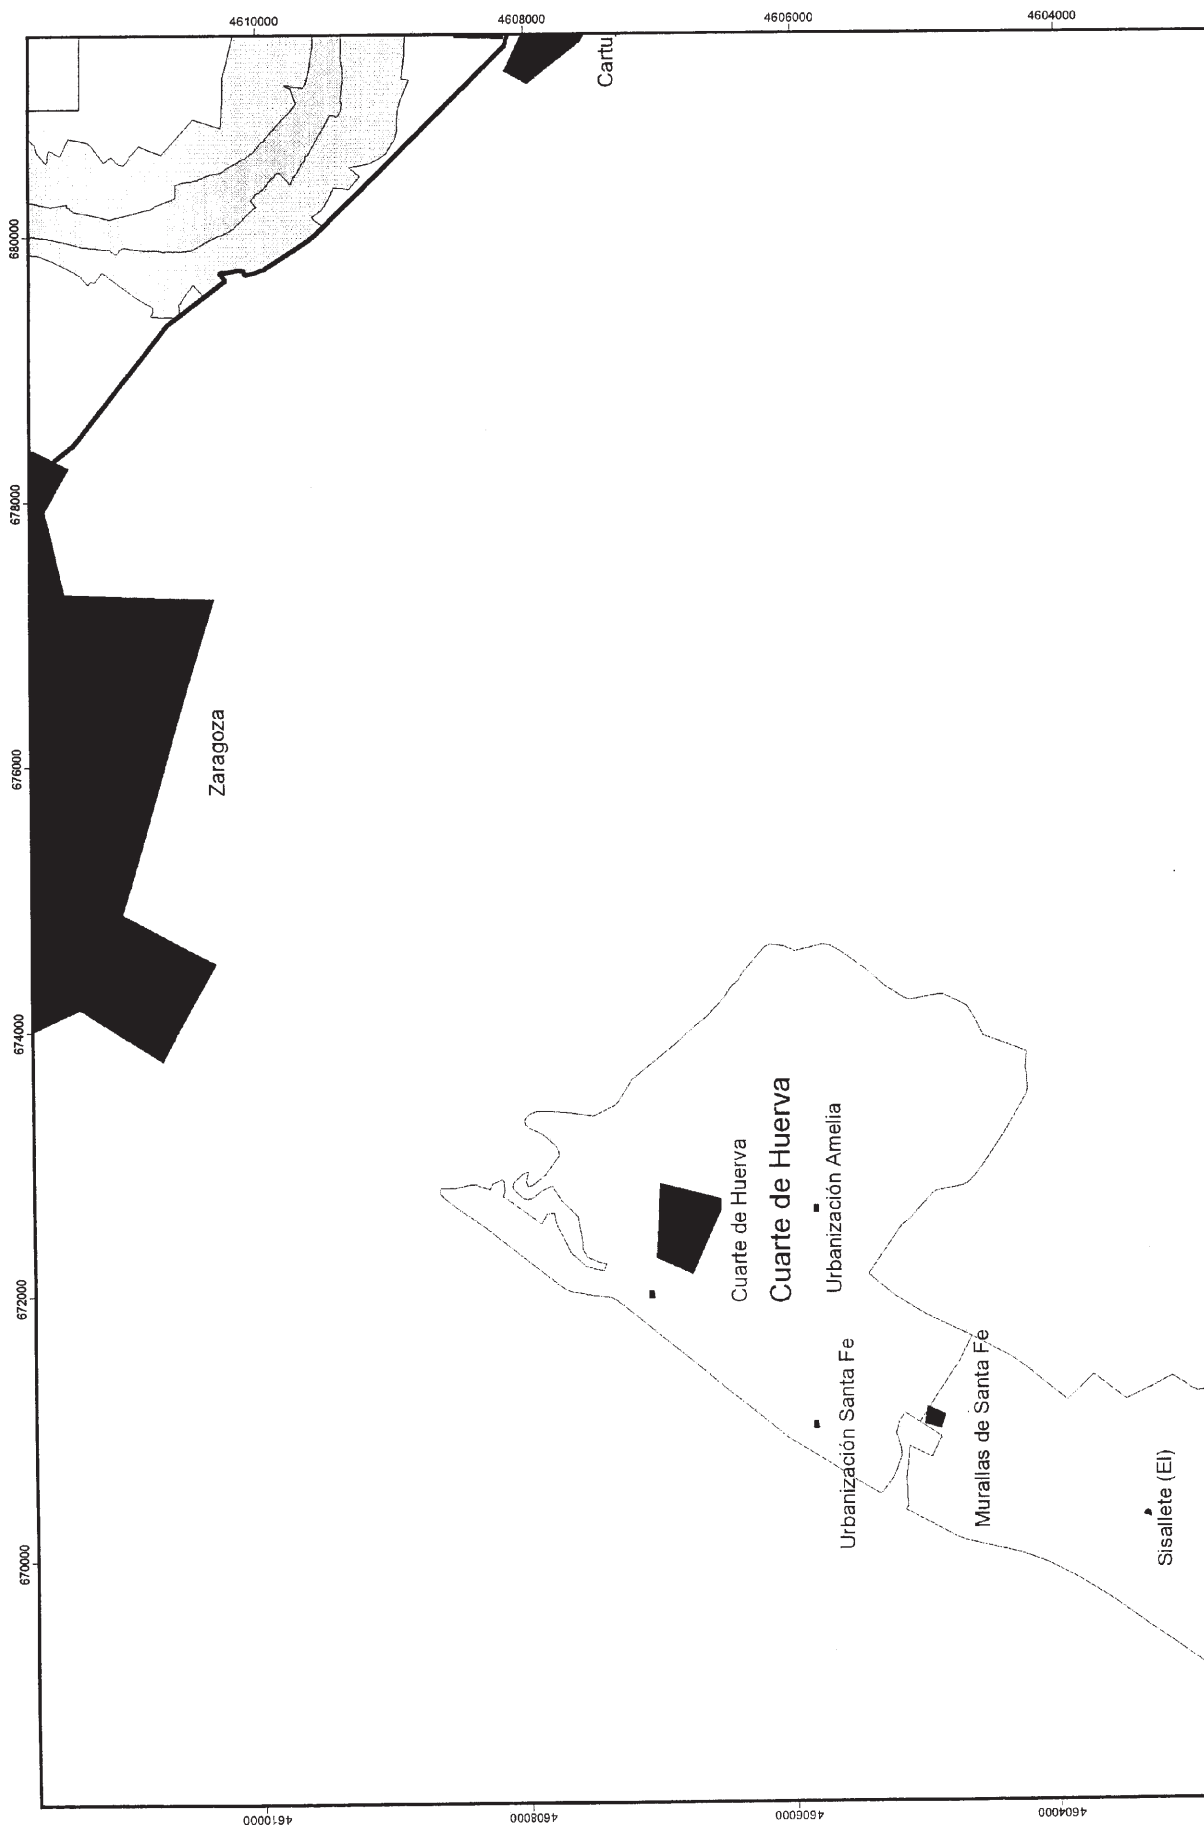 4610000
4608000
4606000
4604000
Cartu
680000
678000
676000
674000
672000
670000
Zaragoza
Cuarte de Huerva
Cuarte de Huerva
Urbanización Amelia
Urbanización Santa Fe
Murallas de Santa Fe
Sisallete (El)
4610000
4608000
4606000
4604000